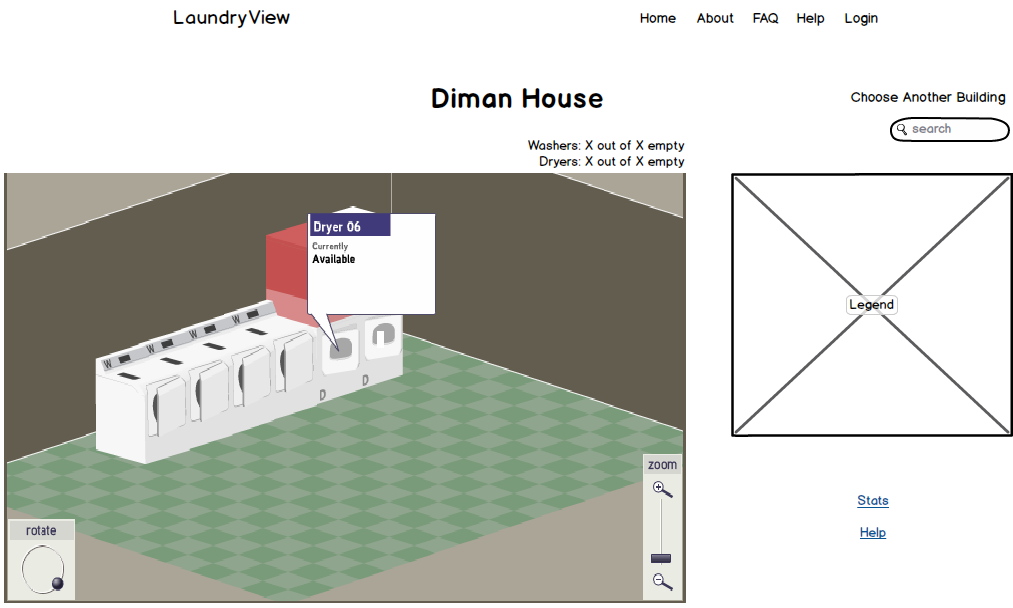 LaundryView
Home About FAQ Help Login
Diman House
Choose Another Building
search
Washers: X out of X empty
Dryers: X out of X empty
Dryer 06
Currently
Available
W W W W
D D
Legend
zoom
rotate
Stats
Help